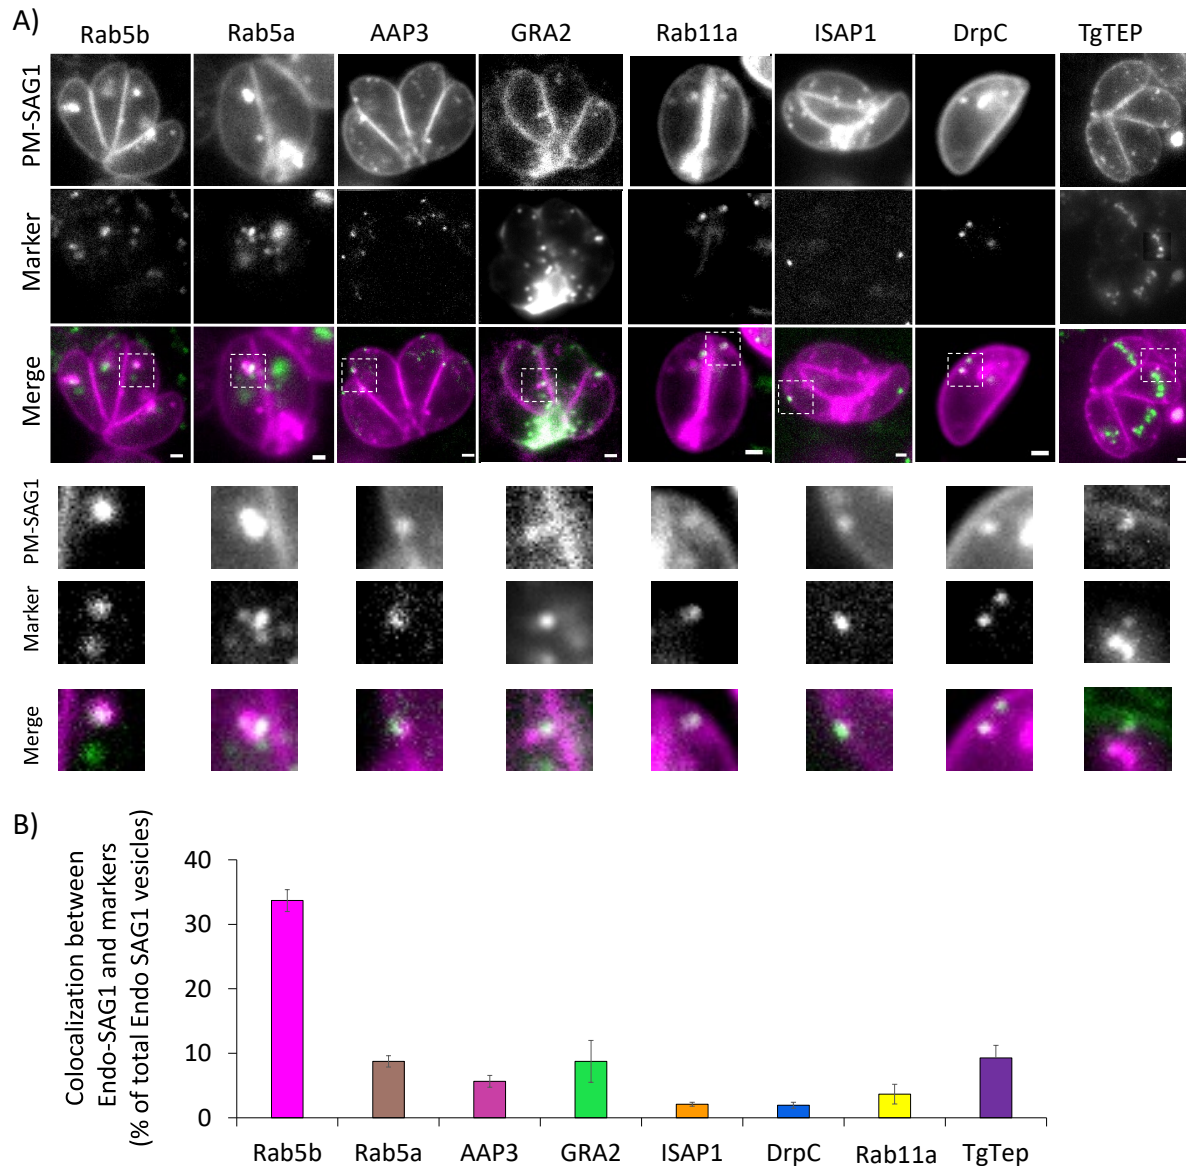 A)
Rab5b Rab5a AAP3 GRA2 Rab11a ISAP1 DrpC TgTEP
PM-SAG1
Marker
Merge
PM-SAG1
Marker
Merge
B)
Colocalization between
Endo-SAG1 and markers
(% of total Endo SAG1 vesicles)
40
30
20
10
0
Rab5b Rab5a AAP3 GRA2 ISAP1 DrpC Rab11a TgTep